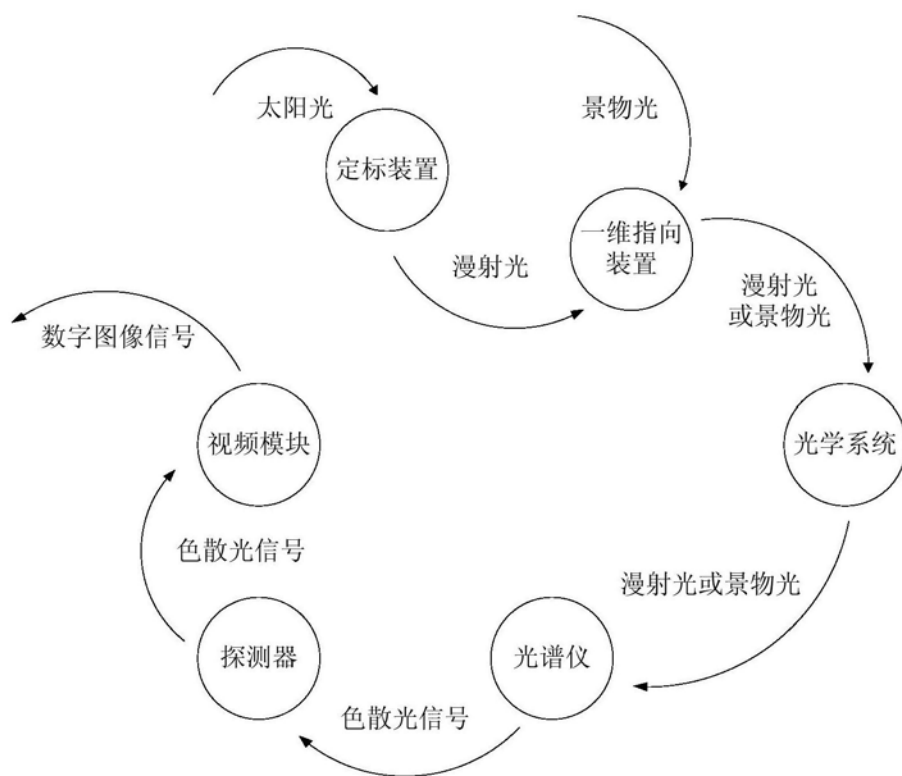 太阳光
景物光
定标装置
一维指向
装置
漫射光
漫射光
或景物光
数字图像信号
视频模块
光学系统
色散光信号
漫射光或景物光
探测器
光谱仪
色散光信号